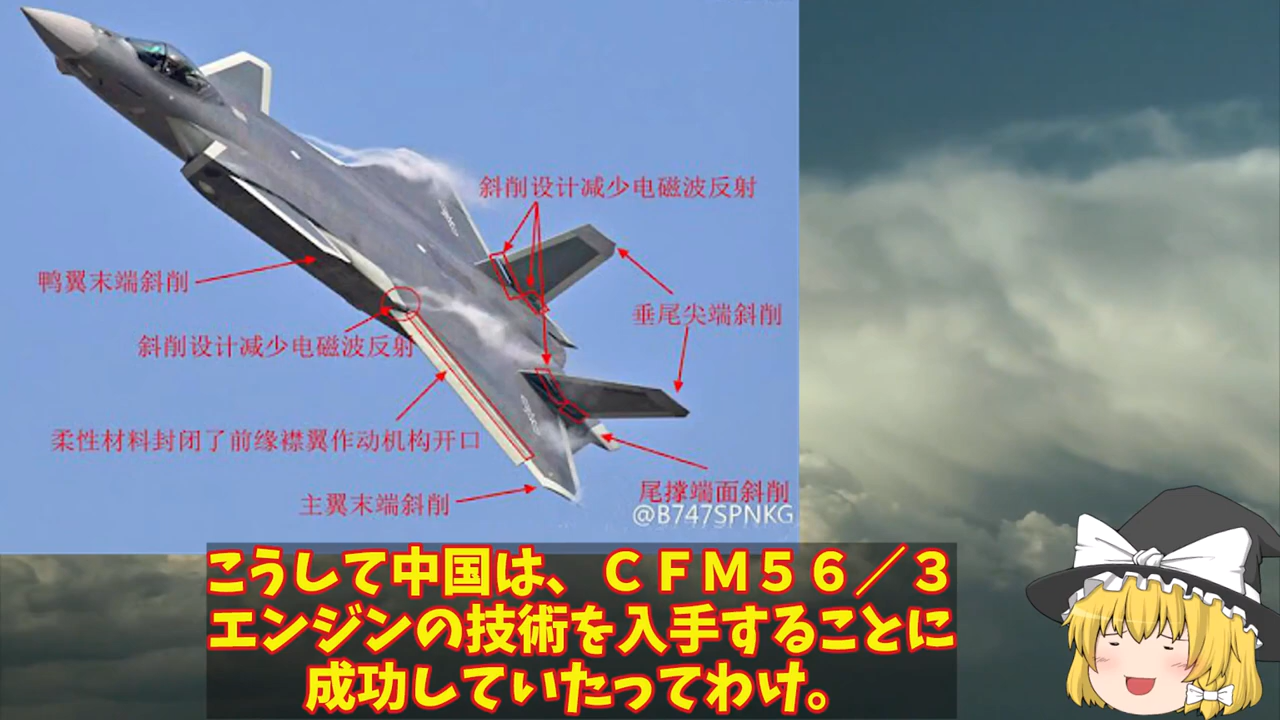 斜削设计减少电磁波反射
鸭翼末端斜削
垂尾尖端斜削
斜削设计减少电磁波反射
柔性材料封闭了前缘襟翼作动机构开口
主翼末端斜削
尾撑端面斜削
@B747SPNKG
こうして中国は、ＣＦＭ５６／３
エンジンの技術を入手することに
成功していたってわけ。